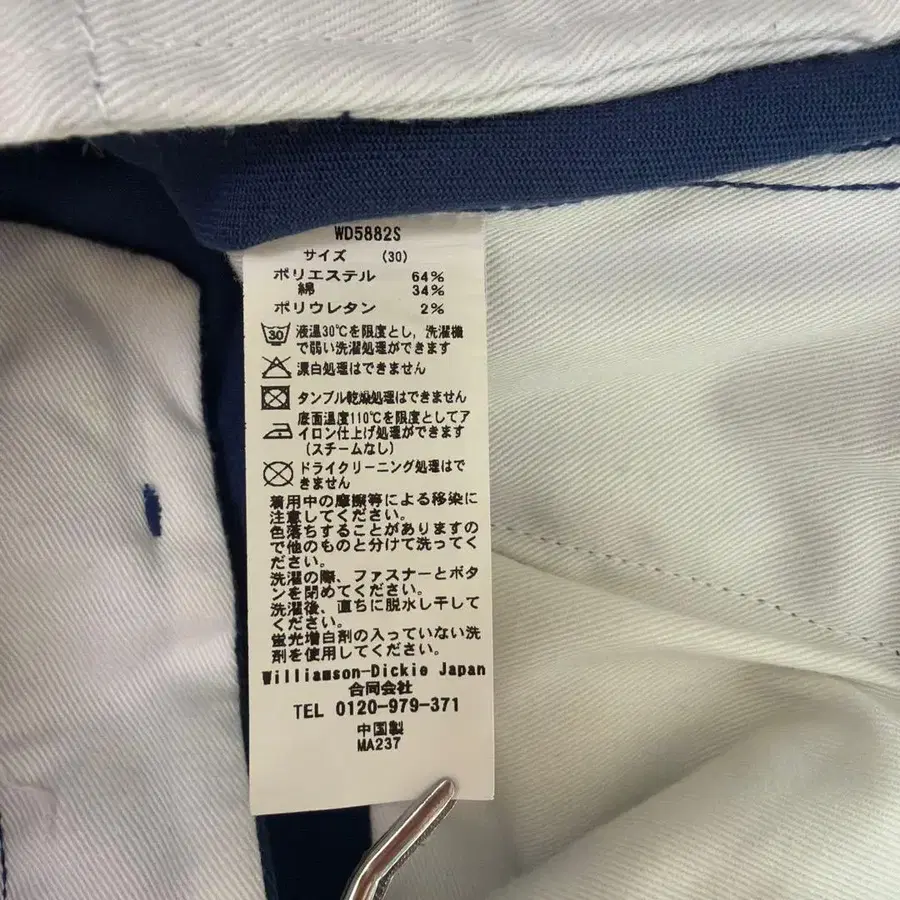 WD5882S
サイズ (30)
ポリエステル 64%
綿 34%
ポリウレタン 2%
30 液温30℃を限度とし、洗濯機
で弱い洗濯処理ができます
漂白処理はできません
タンブル乾燥処理はできません
底面温度110℃を限度としてア
イロン仕上げ処理ができます
(スチームなし)
ドライクリーニング処理はで
きません
着用中の摩擦等による移染に
注意してください。
色落ちすることがありますの
で他のものと分けて洗ってく
ださい。
洗濯の際、ファスナーとボタ
ンを閉めてください。
洗濯後、直ちに脱水し干して
ください。
蛍光増白剤の入っていない洗
剤を使用してください。
Williamson-Dickie Japan
合同会社
TEL 0120-979-371
中国製
MA237